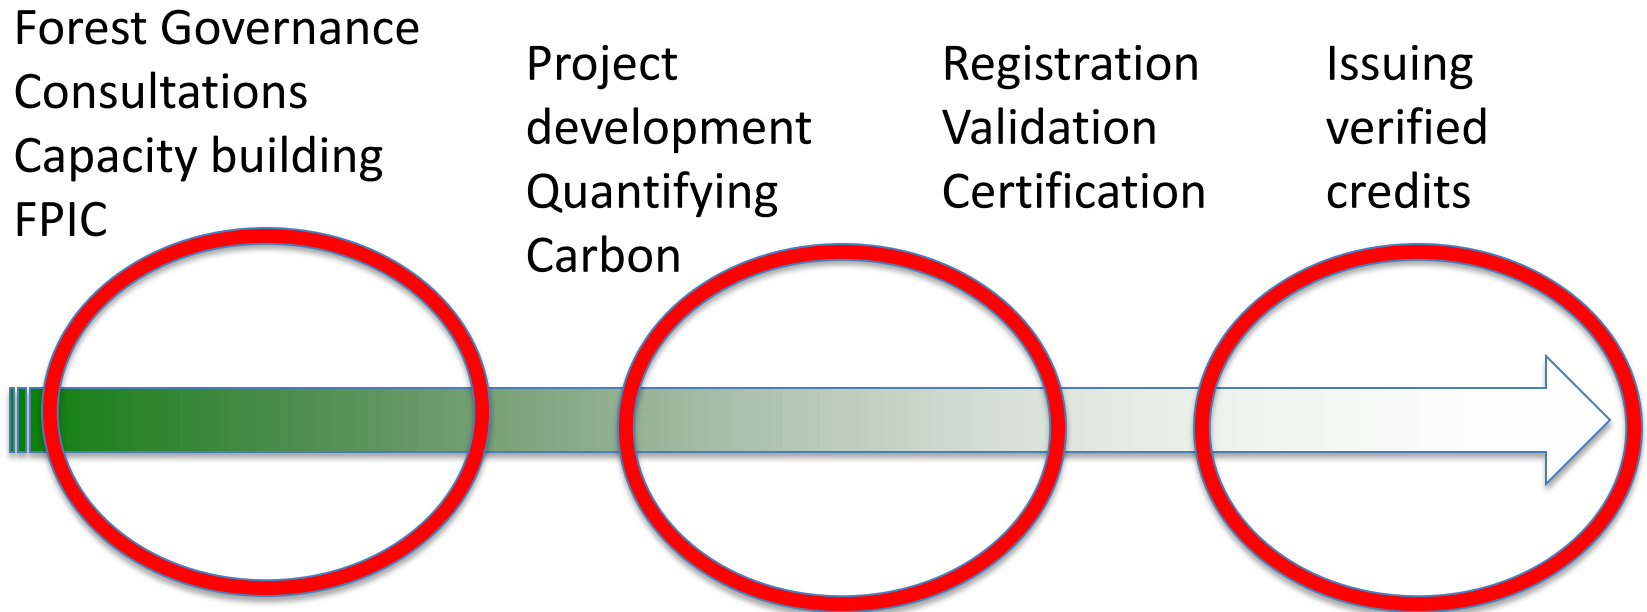 Forest Governance
Consultations
Capacity building
FPIC
Project
development
Quantifying
Carbon
Registration
Validation
Certification
Issuing
verified
credits